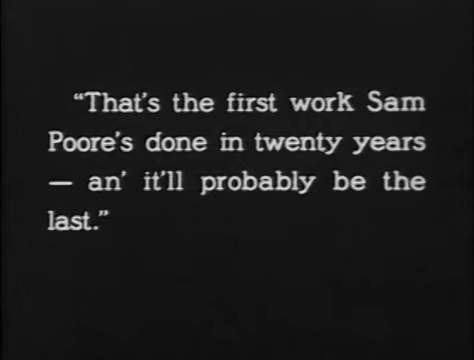 “That's the first work Sam
Poore's done in twenty years
— an' it'll probably be the
last.”